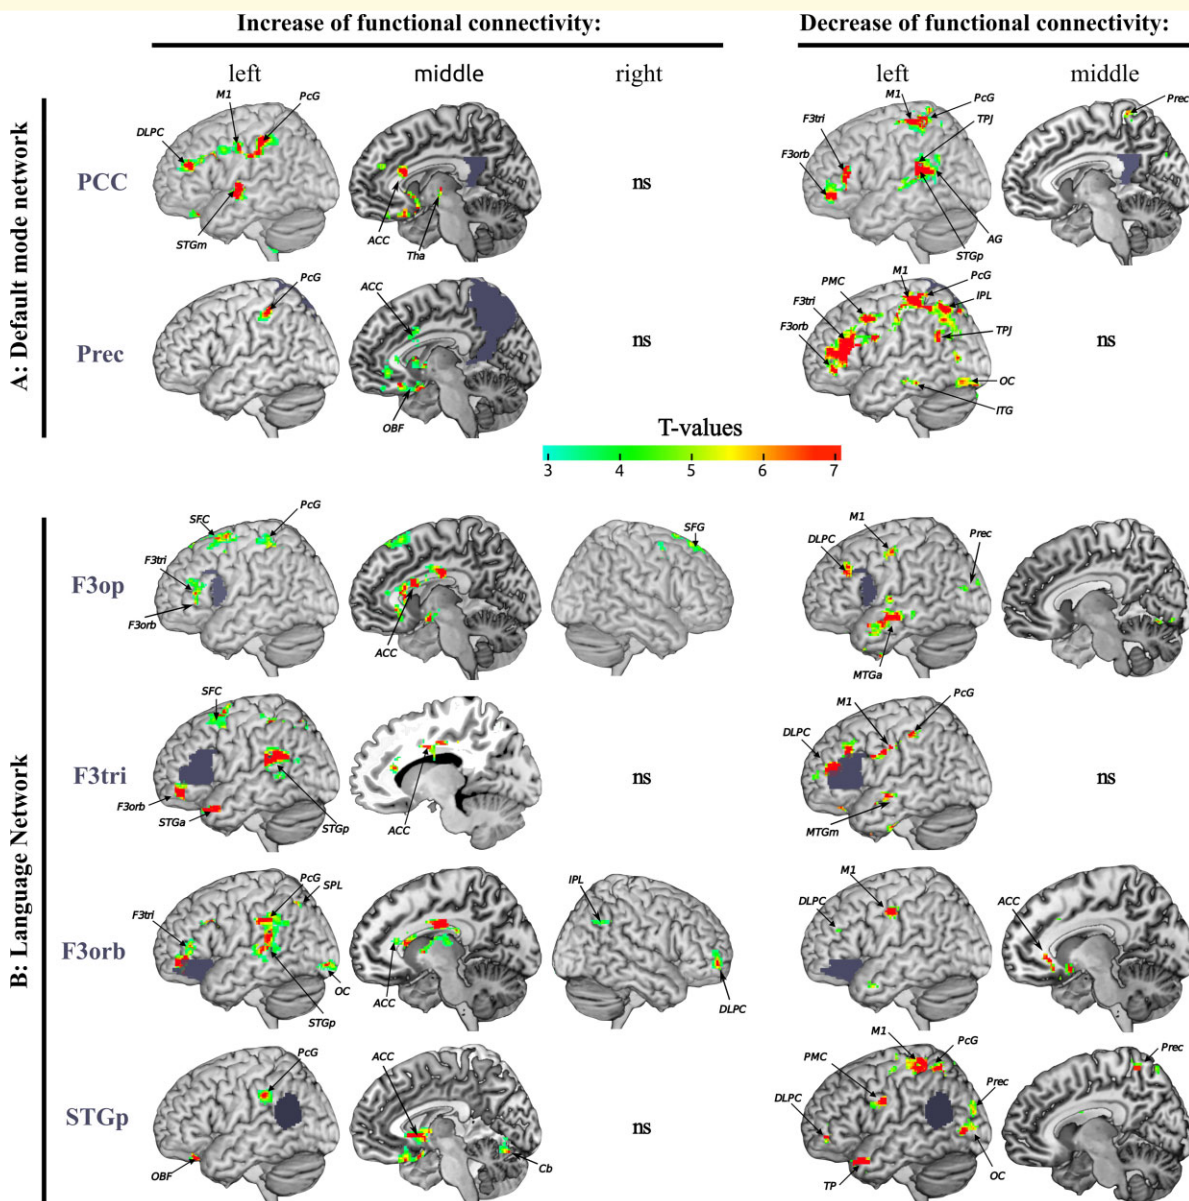 Increase of functional connectivity:
Decrease of functional connectivity:
left
middle
right
left
middle
A: Default mode network
PCC
DLPC
M1
PcG
STGm
ACC
Tha
ns
M1
PcG
F3tri
TPJ
F3orb
AG
STGp
Prec
Prec
PcG
ACC
OBF
ns
M1
PcG
PMC
IPL
F3tri
F3orb
TPJ
OC
ITG
ns
T-values
3 4 5 6 7
B: Language Network
F3op
SFC
PcG
F3tri
F3orb
ACC
SFG
M1
DLPC
Prec
MTGa
F3tri
SFC
F3orb
STGa
STGp
ACC
ns
M1
PcG
DLPC
MTGm
ns
F3orb
PcG
SPL
F3tri
OC
STGp
ACC
IPL
DLPC
M1
DLPC
ACC
STGp
PcG
OBF
ACC
Cb
ns
M1
PcG
PMC
Prec
DLPC
TP
OC
Prec